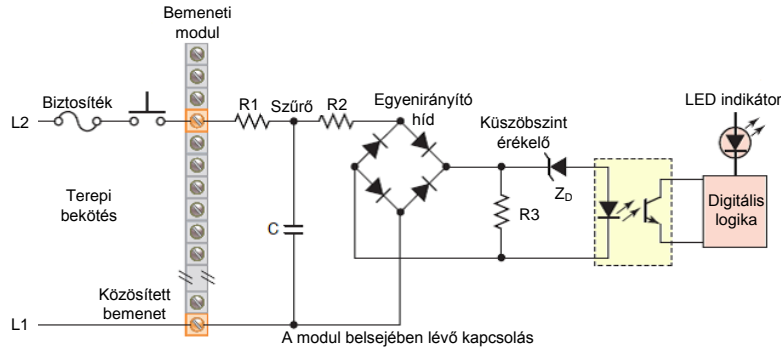 Bemeneti
modul
L2
Biztosíték
R1
Szűrő
R2
Egyenirányító
híd
Küszöbszint
érékelő
LED indikátor
Z_D
Terepi
bekötés
C
R3
Digitális
logika
Közösített
bemenet
L1
A modul belsejében lévő kapcsolás